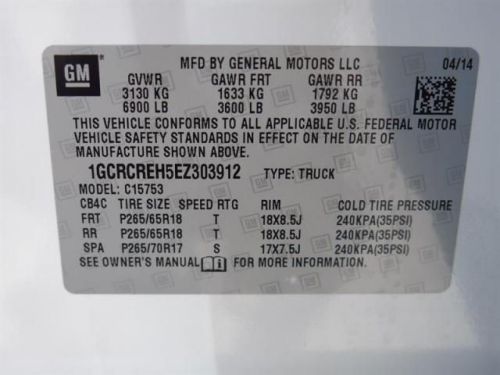 GM
MFD BY GENERAL MOTORS LLC 04/14
GVWR GAWR FRT GAWR RR
3130 KG 1633 KG 1792 KG
6900 LB 3600 LB 3950 LB
THIS VEHICLE CONFORMS TO ALL APPLICABLE U.S. FEDERAL MOTOR
VEHICLE SAFETY STANDARDS IN EFFECT ON THE DATE OF
MANUFACTURE SHOWN ABOVE.
1GCRCREH5EZ303912 TYPE: TRUCK
MODEL: C15753
CB4C TIRE SIZE SPEED RTG RIM COLD TIRE PRESSURE
FRT P265/65R18 T 18X8.5J 240KPA(35PSI)
RR P265/65R18 T 18X8.5J 240KPA(35PSI)
SPA P265/70R17 S 17X7.5J 240KPA(35PSI)
SEE OWNER'S MANUAL FOR MORE INFORMATION.